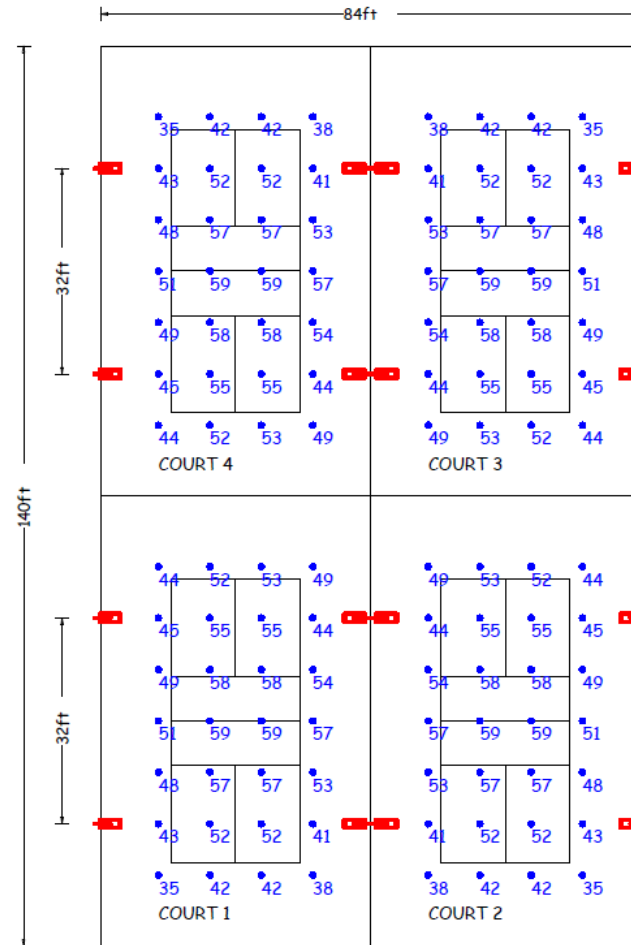 84ft
35 42 42 38 38 42 42 35
43 52 52 41 41 52 52 43
48 57 57 53 53 57 57 48
32ft
51 59 59 57 57 59 59 51
49 58 58 54 54 58 58 49
45 55 55 44 44 55 55 45
44 52 53 49 49 53 52 44
COURT 4 COURT 3
140ft
44 52 53 49 49 53 52 44
45 55 55 44 44 55 55 45
49 58 58 54 54 58 58 49
32ft
51 59 59 57 57 59 59 51
48 57 57 53 53 57 57 48
43 52 52 41 41 52 52 43
35 42 42 38 38 42 42 35
COURT 1 COURT 2